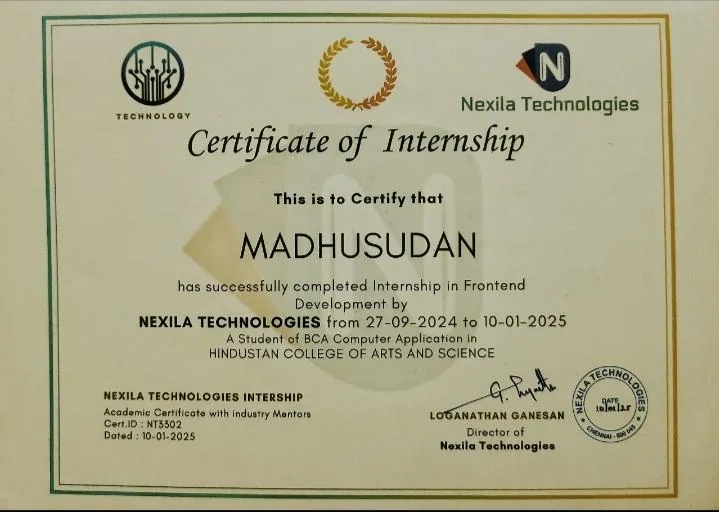 TECHNOLOGY
N
Nexila Technologies
Certificate of Internship
This is to Certify that
MADHUSUDAN
has successfully completed Internship in Frontend
Development by
NEXILA TECHNOLOGIES from 27-09-2024 to 10-01-2025
A Student of BCA Computer Application in
HINDUSTAN COLLEGE OF ARTS AND SCIENCE
NEXILA TECHNOLOGIES INTERSHIP
Academic Certificate with industry Mentors
Cert.ID : NT3302
Dated : 10-01-2025
LOGANATHAN GANESAN
Director of
Nexila Technologies
NEXILA TECHNOLOGIES
DATE
10/01/25
CHENNAI - 600 045